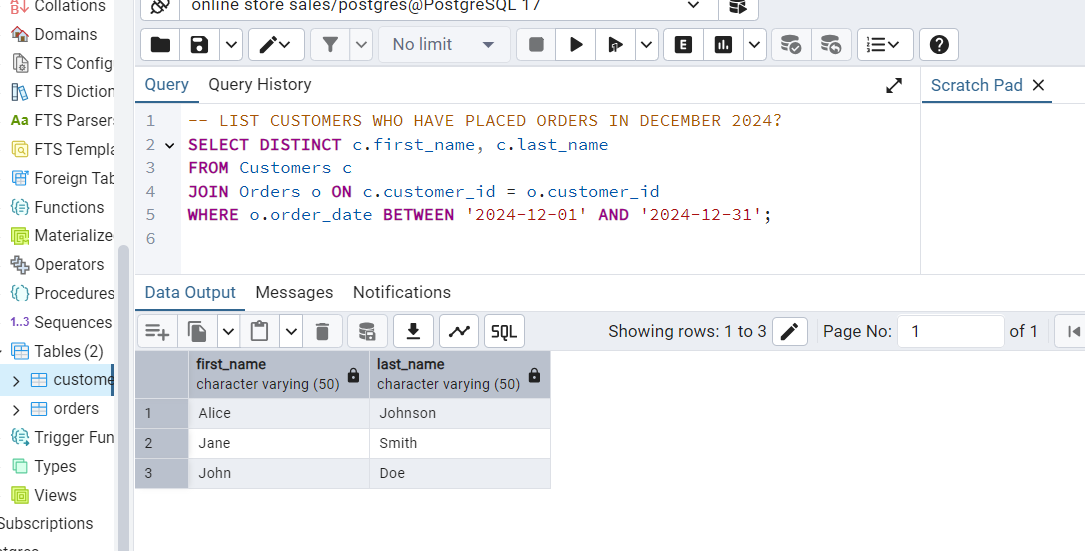 Collations
online store sales/postgres@PostgreSQL 17
Domains
FTS Config
FTS Diction
Aa FTS Parsers
FTS Templa
Foreign Tab
Functions
Materialize
Operators
Procedures
1..3 Sequences
Tables (2)
custome
orders
Trigger Fun
Types
Views
Subscriptions
No limit
E
Query
Query History
Scratch Pad
1 -- LIST CUSTOMERS WHO HAVE PLACED ORDERS IN DECEMBER 2024?
2 SELECT DISTINCT c.first_name, c.last_name
3 FROM Customers c
4 JOIN Orders o ON c.customer_id = o.customer_id
5 WHERE o.order_date BETWEEN '2024-12-01' AND '2024-12-31';
6
Data Output
Messages
Notifications
SQL
Showing rows: 1 to 3
Page No:
1
of 1
first_name
character varying (50)
last_name
character varying (50)
1 Alice Johnson
2 Jane Smith
3 John Doe